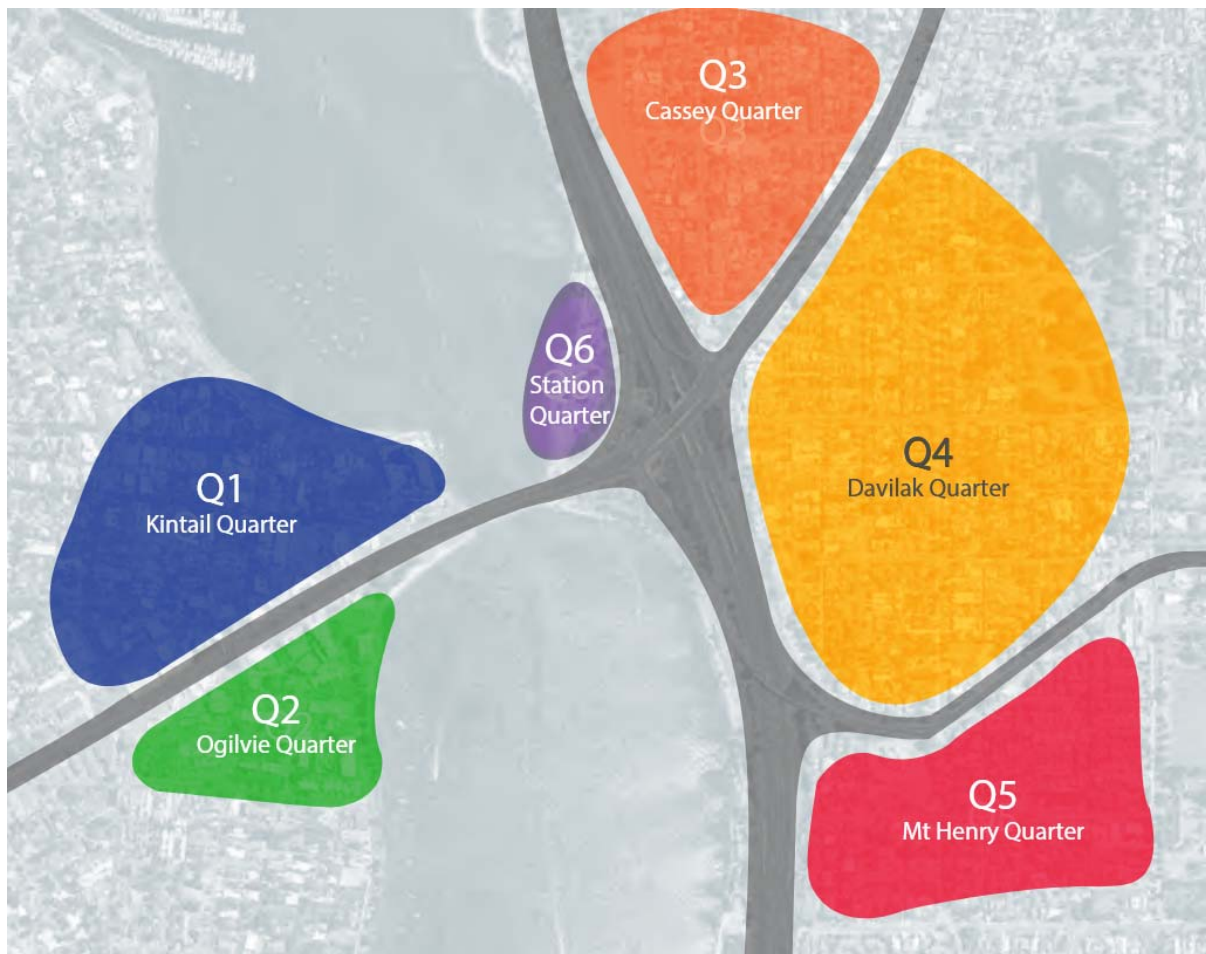 Q3
Cassey Quarter
Q6
Station
Quarter
Q1
Kintail Quarter
Q4
Davilak Quarter
Q2
Ogilvie Quarter
Q5
Mt Henry Quarter